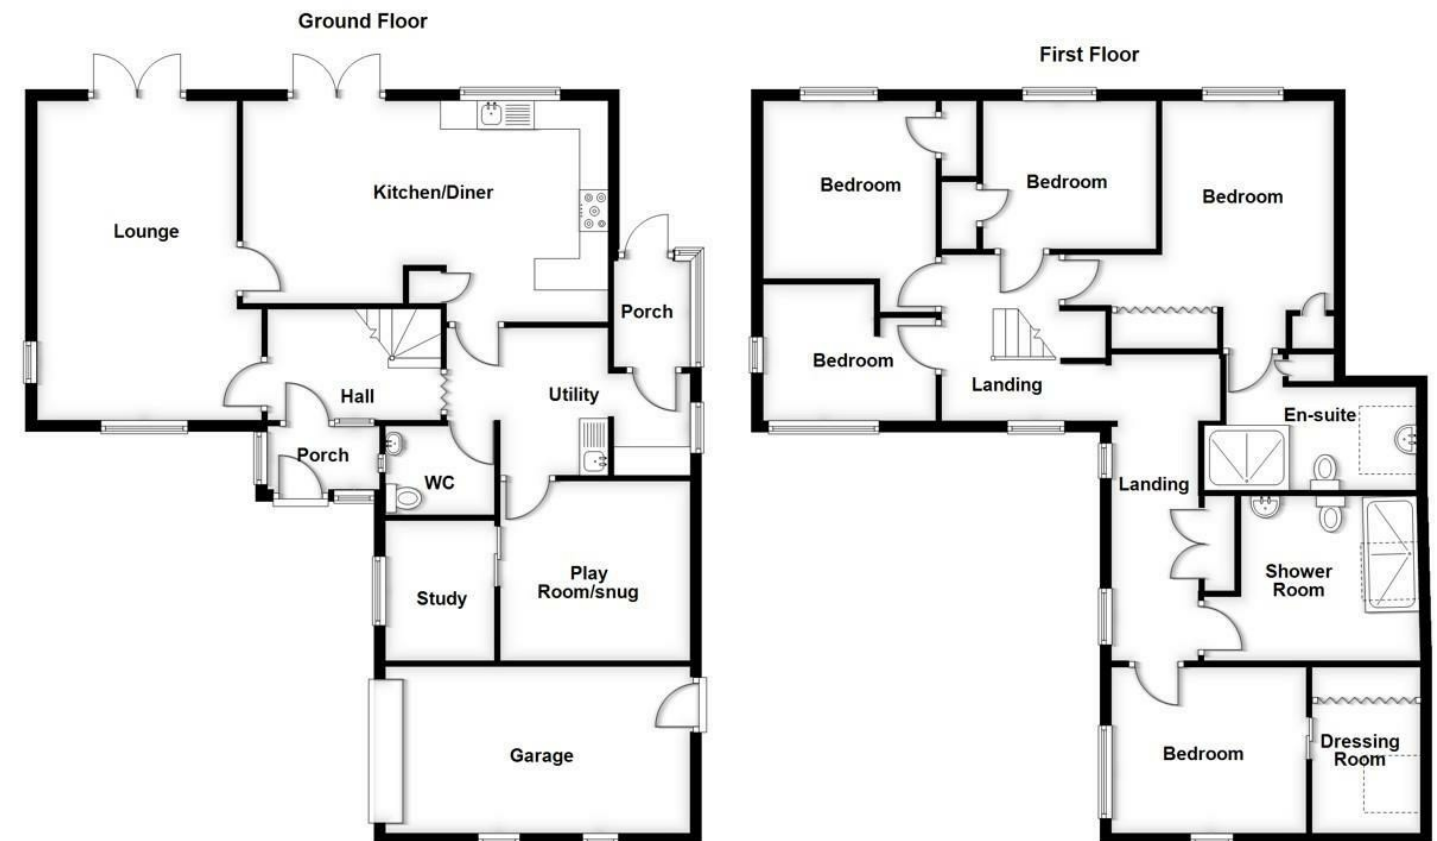 Ground Floor
Lounge
Kitchen/Diner
Porch
Hall
Utility
Porch
WC
Study
Play
Room/snug
Garage
First Floor
Bedroom
Bedroom
Bedroom
Bedroom
Landing
En-suite
Landing
Shower
Room
Bedroom
Dressing
Room